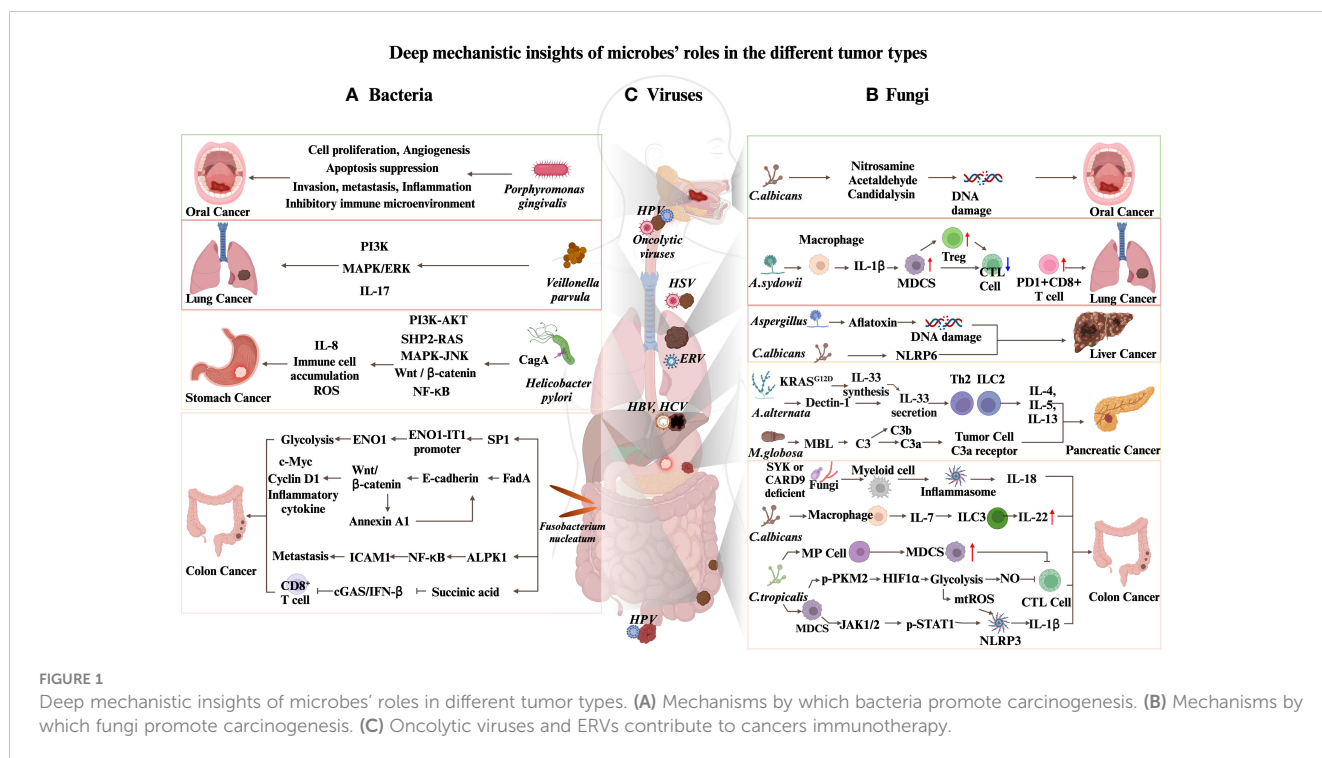 Deep mechanistic insights of microbes' roles in the different tumor types
A Bacteria
Cell proliferation, Angiogenesis
Apoptosis suppression
Invasion, metastasis, Inflammation
Inhibitory immune microenvironment
Porphyromonas
gingivalis
Oral Cancer
PI3K
MAPK/ERK
IL-17
Veillonella
parvula
Lung Cancer
PI3K-AKT
SHP2-RAS
MAPK-JNK
Wnt / β-catenin
NF-κB
IL-8
Immune cell
accumulation
ROS
CagA
Helicobacter
pylori
Stomach Cancer
Glycolysis
ENO1
ENO1-IT1
promoter
SP1
c-Myc
Cyclin D1
Inflammatory
cytokine
Wnt/
β-catenin
E-cadherin
FadA
Annexin A1
Fusobacterium
nucleatum
Metastasis
ICAM1
NF-κB
ALPK1
Colon Cancer
CD8+
T cell
cGAS/IFN-β
Succinic acid
C Viruses
HPV
Oncolytic
viruses
HSV
ERV
HBV, HCV
HPV
B Fungi
C.albicans
Nitrosamine
Acetaldehyde
Candidalysin
DNA
damage
Oral Cancer
Macrophage
A.sydowii
IL-1β
MDCS
Treg
CTL
Cell
PD1+CD8+
T cell
Lung Cancer
Aspergillus
Aflatoxin
DNA damage
C.albicans
NLRP6
Liver Cancer
KRASG12D
IL-33
synthesis
Th2 ILC2
A.alternata
Dectin-1
IL-33
secretion
IL-4,
IL-5,
IL-13
M.globosa
MBL
C3
C3b
C3a
Tumor Cell
C3a receptor
Pancreatic Cancer
SYK or
CARD9
deficient
Fungi
Myeloid cell
Inflammasome
IL-18
C.albicans
Macrophage
IL-7
ILC3
IL-22
MP Cell
MDCS
C.tropicalis
p-PKM2
HIF1α
Glycolysis
NO
CTL Cell
mtROS
MDCS
JAK1/2
p-STAT1
NLRP3
IL-1β
Colon Cancer
FIGURE 1
Deep mechanistic insights of microbes' roles in different tumor types. (A) Mechanisms by which bacteria promote carcinogenesis. (B) Mechanisms by
which fungi promote carcinogenesis. (C) Oncolytic viruses and ERVs contribute to cancers immunotherapy.